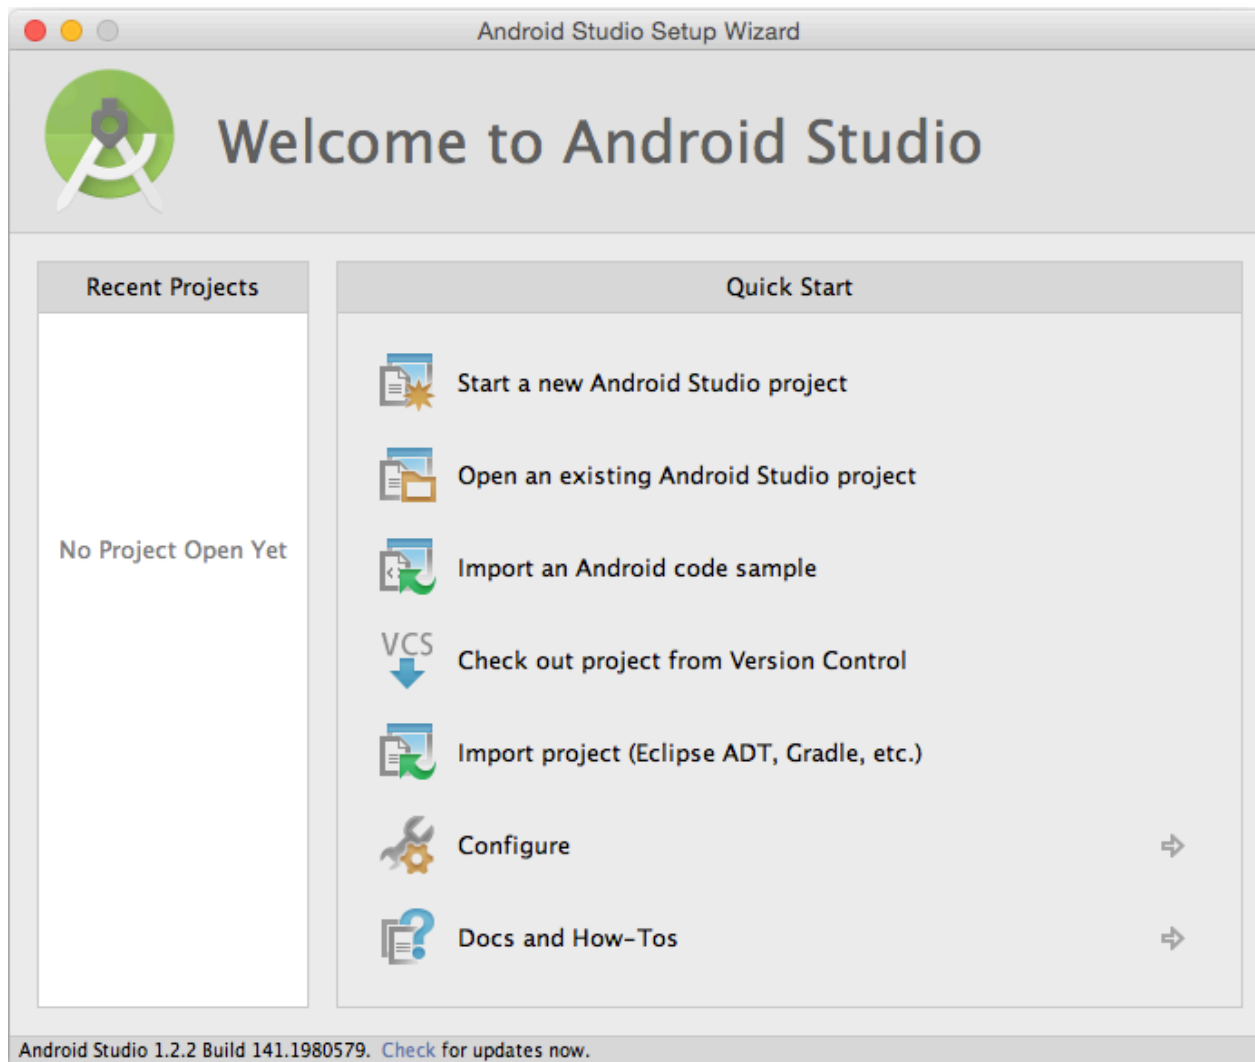 Android Studio Setup Wizard
Welcome to Android Studio
Recent Projects
No Project Open Yet
Quick Start
Start a new Android Studio project
Open an existing Android Studio project
Import an Android code sample
VCS
Check out project from Version Control
Import project (Eclipse ADT, Gradle, etc.)
Configure
Docs and How-Tos
Android Studio 1.2.2 Build 141.1980579. Check for updates now.